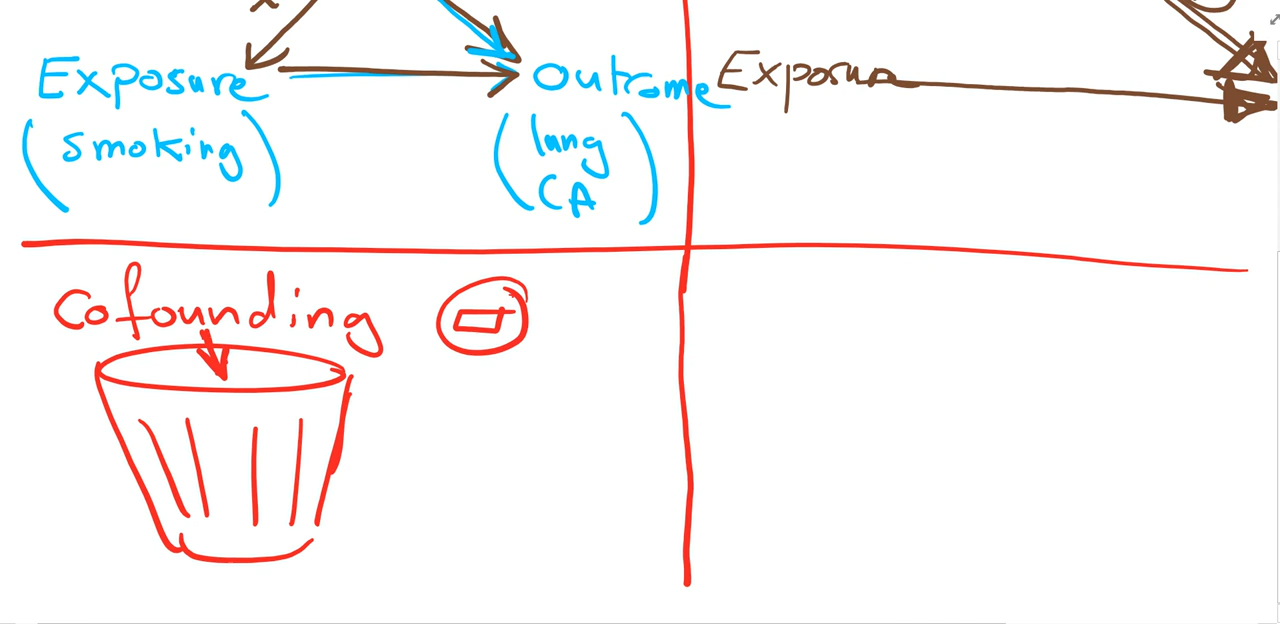 Exposure
(smoking)
Outcome
(lung
CA)
Exposure
Cofounding